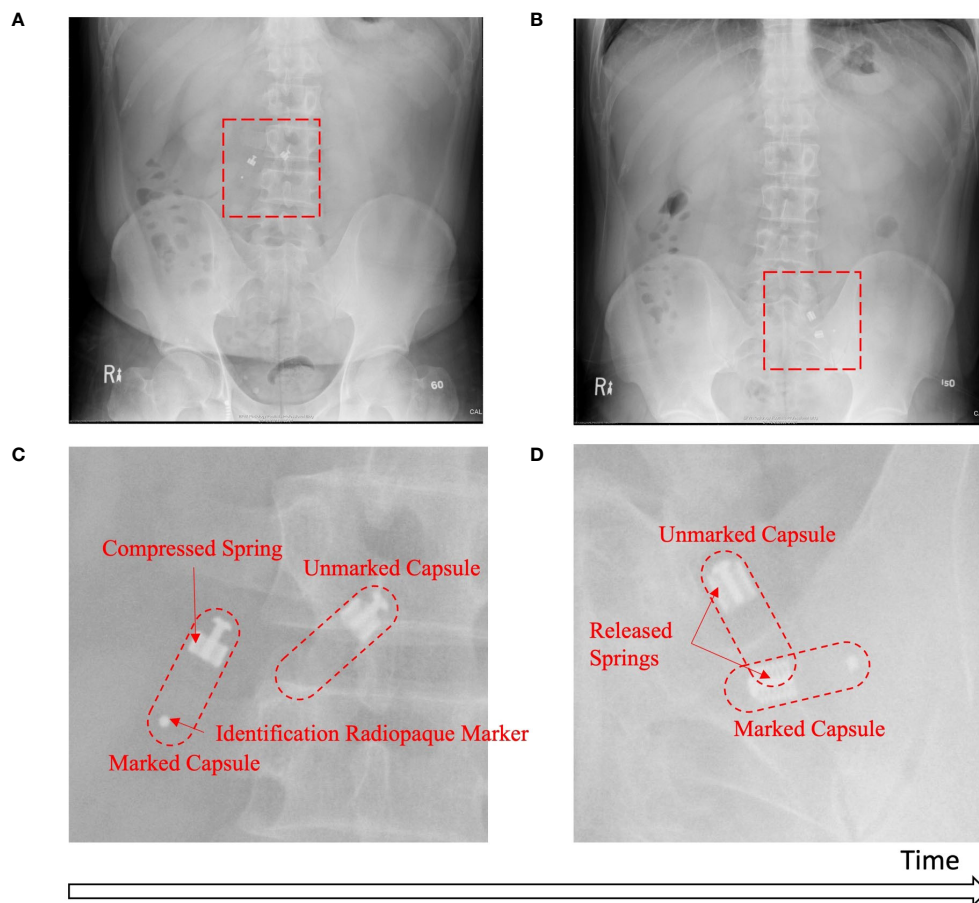 A
B
R
60
CAL
R
ISO
CA
C
D
Compressed Spring
Unmarked Capsule
Identification Radiopaque Marker
Marked Capsule
Unmarked Capsule
Released
Springs
Marked Capsule
Time